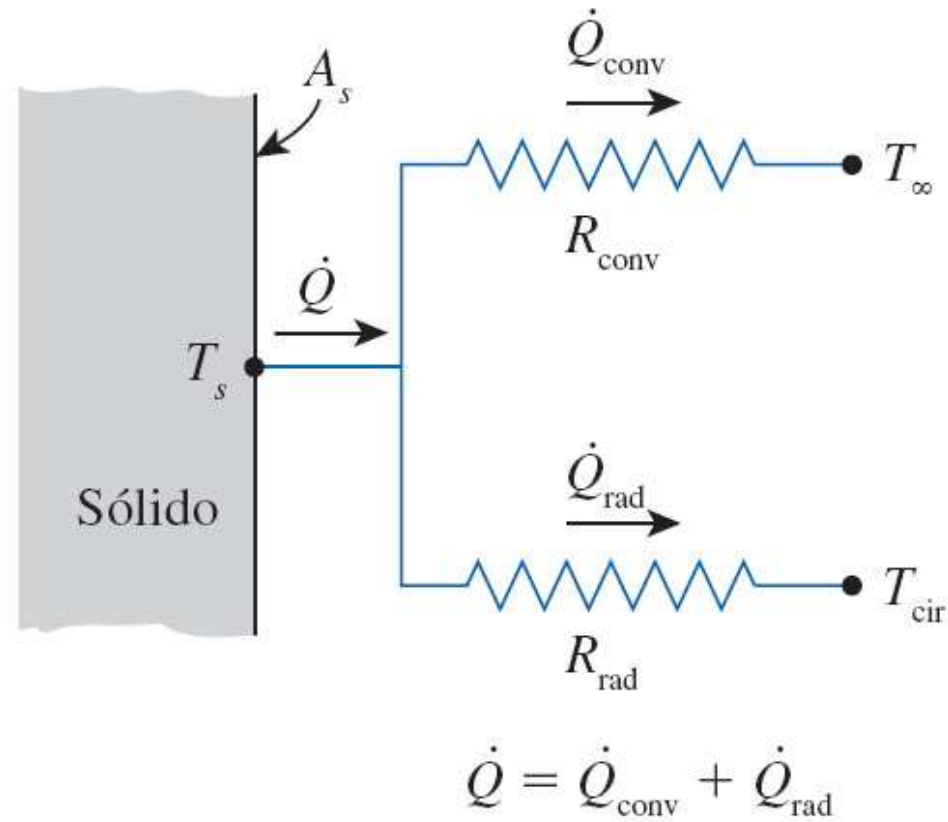 Q̇_conv
A_s
T_∞
R_conv
Q̇
T_s
Q̇_rad
Sólido
T_cir
R_rad
Q̇ = Q̇_conv + Q̇_rad